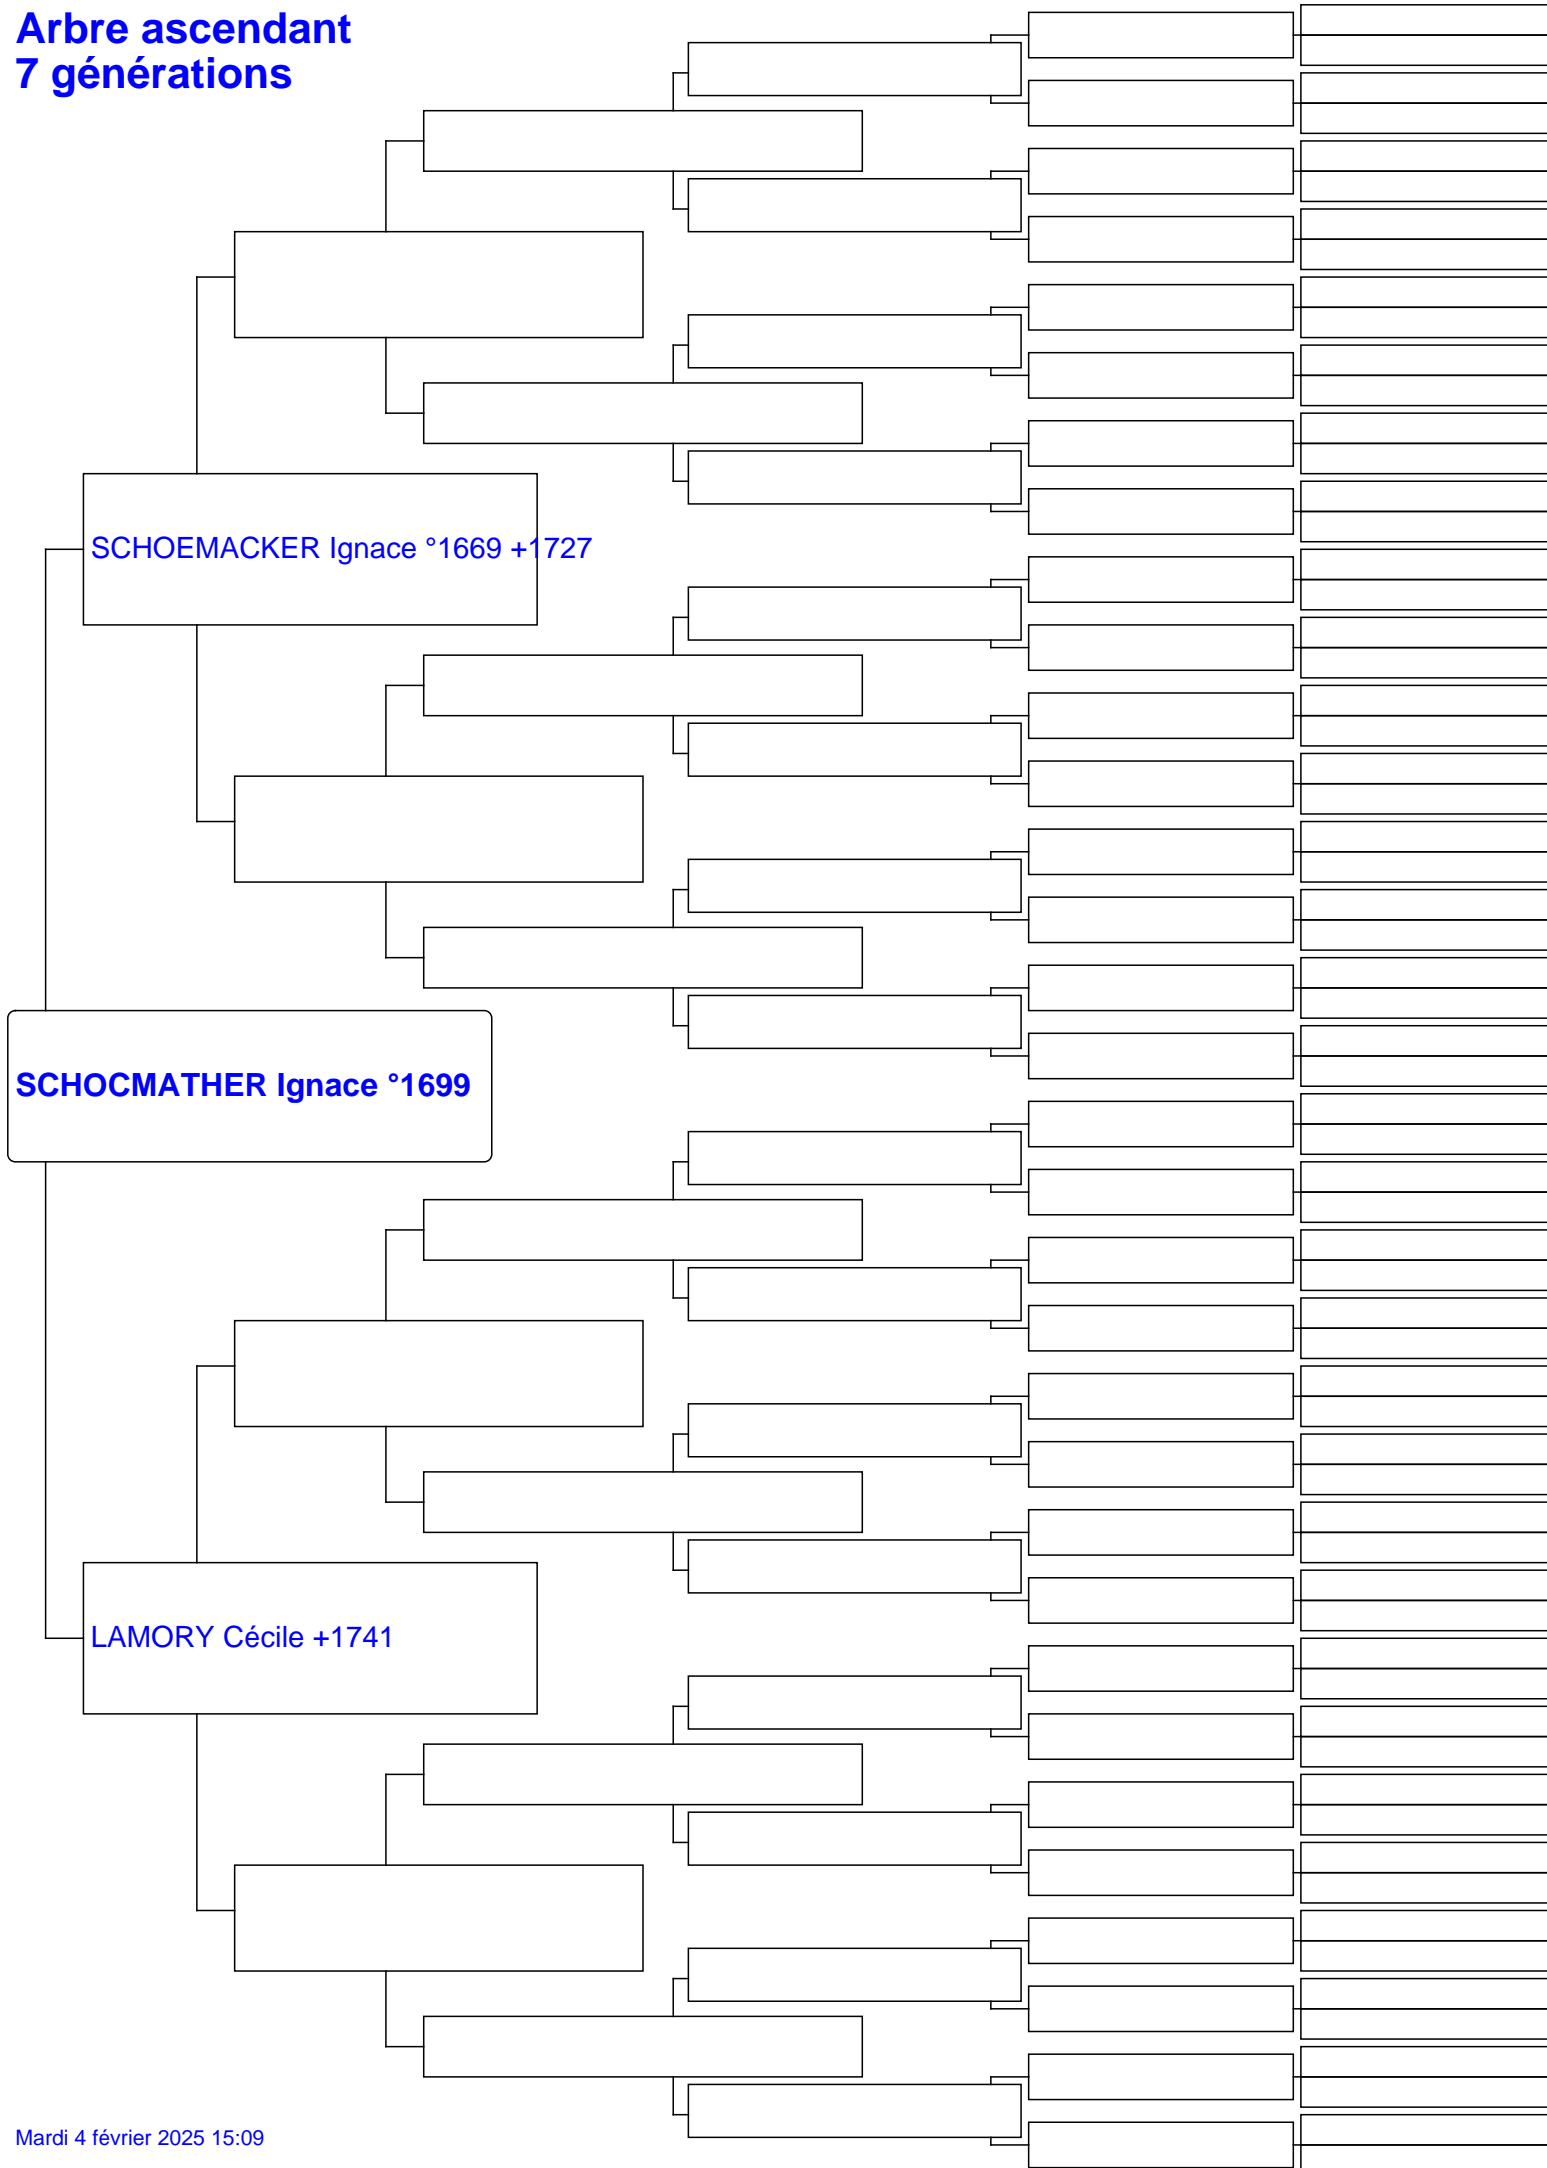 Arbre ascendant
7 générations
SCHOEMACKER Ignace °1669 +1727
SCHOCMATHER Ignace °1699
LAMORY Cécile +1741
Mardi 4 février 2025 15:09